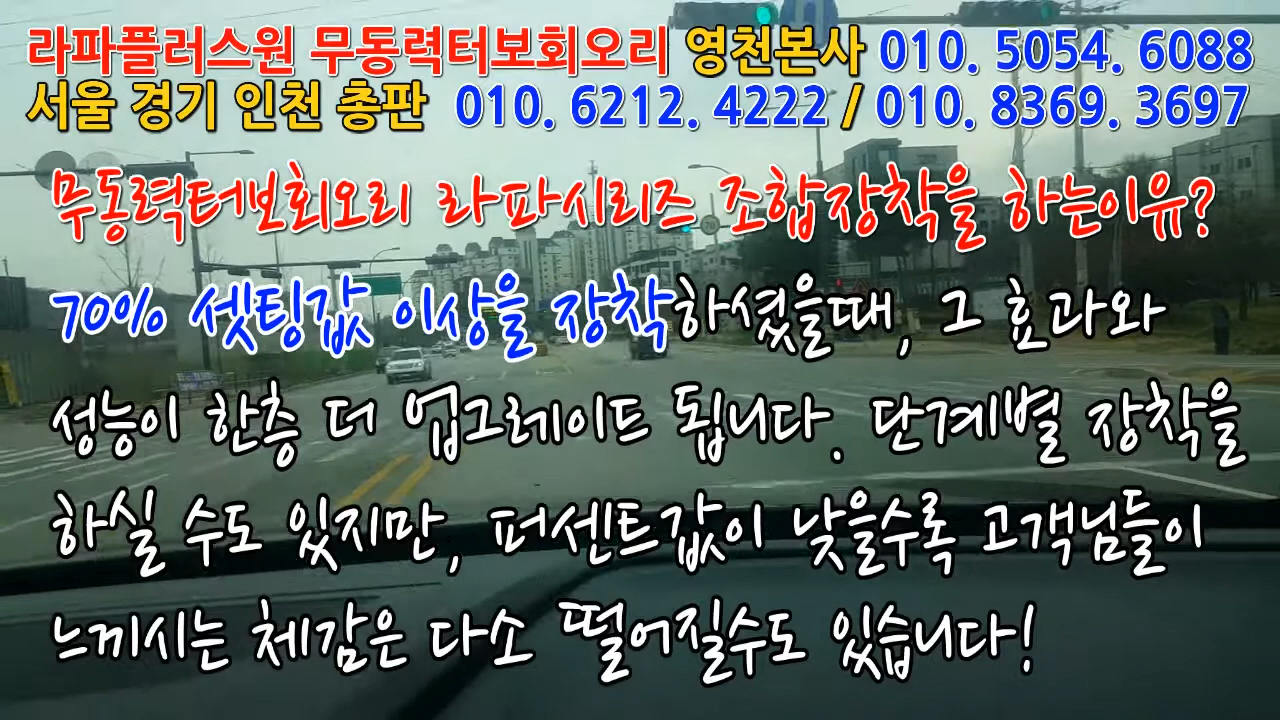 라파플러스원 무동력터보회오리 영천본사 010. 5054. 6088
서울 경기 인천 총판 010. 6212. 4222 / 010. 8369. 3697
무동력터보회오리 라파시리즈 조합장착을 하는이유?
70% 셋팅값 이상을 장착하셨을때, 그 효과와
성능이 한층 더 업그레이드 됩니다. 단계별 장착을
하실 수도 있지만, 퍼센트값이 낮을수록 고객님들이
느끼시는 체감은 다소 떨어질수도 있습니다!